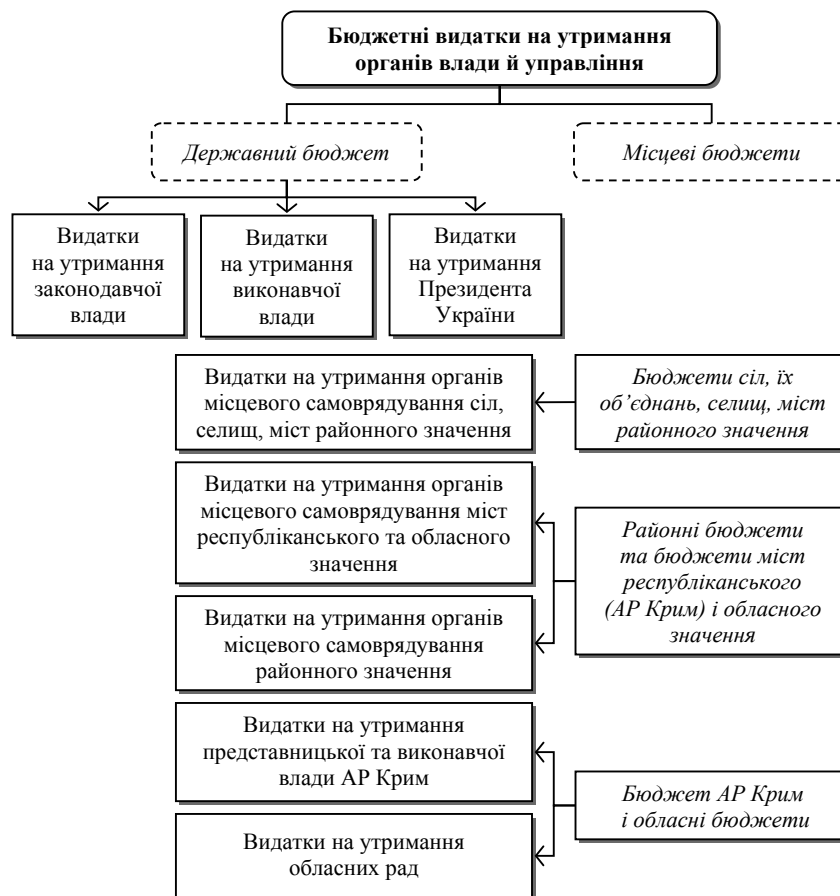 Бюджетні видатки на утримання
органів влади й управління
Державний бюджет
Місцеві бюджети
Видатки
на утримання
законодавчої
влади
Видатки
на утримання
виконавчої
влади
Видатки
на утримання
Президента
України
Видатки на утримання органів
місцевого самоврядування сіл,
селищ, міст районного значення
Бюджети сіл, їх
об’єднань, селищ, міст
районного значення
Видатки на утримання органів
місцевого самоврядування міст
республіканського та обласного
значення
Видатки на утримання органів
місцевого самоврядування
районного значення
Районні бюджети
та бюджети міст
республіканського
(АР Крим) і обласного
значення
Видатки на утримання
представницької та виконавчої
влади АР Крим
Видатки на утримання
обласних рад
Бюджет АР Крим
і обласні бюджети